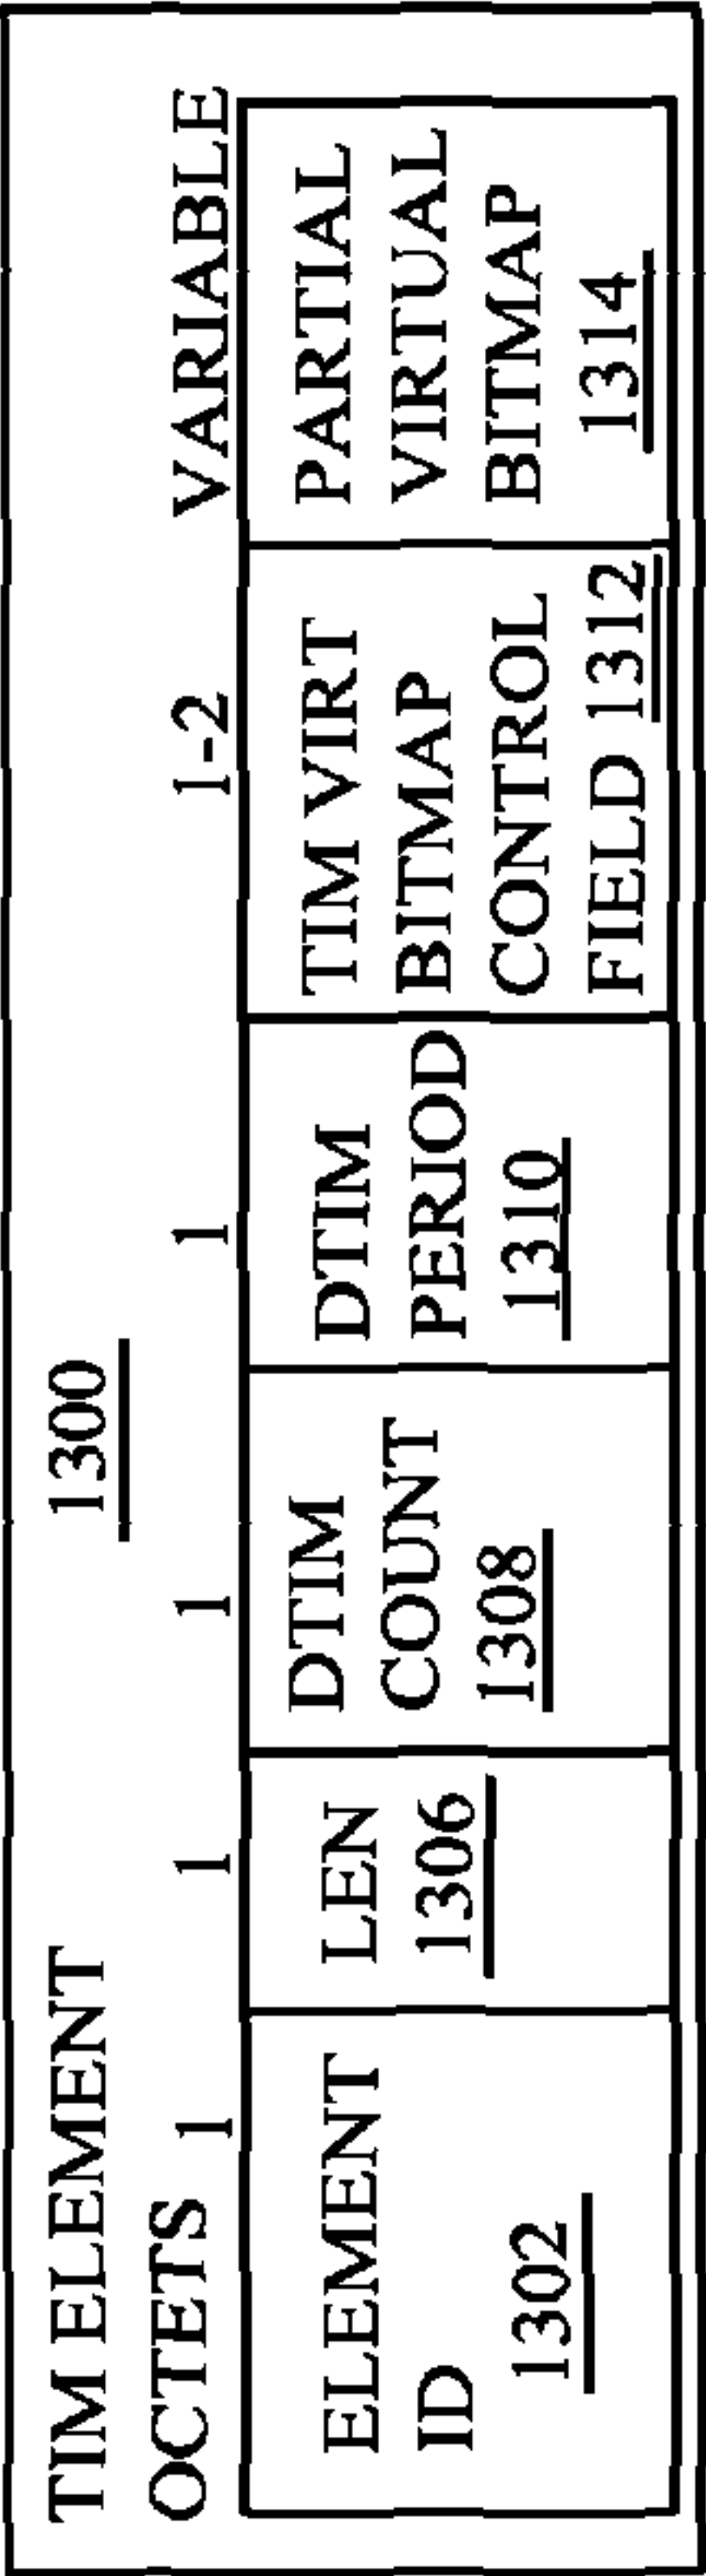 TIM ELEMENT 1300
OCTETS 1 1 1 1 1-2 VARIABLE
ELEMENT
ID
1302
LEN
1306
DTIM
COUNT
1308
DTIM
PERIOD
1310
TIM VIRT
BITMAP
CONTROL
FIELD 1312
PARTIAL
VIRTUAL
BITMAP
1314